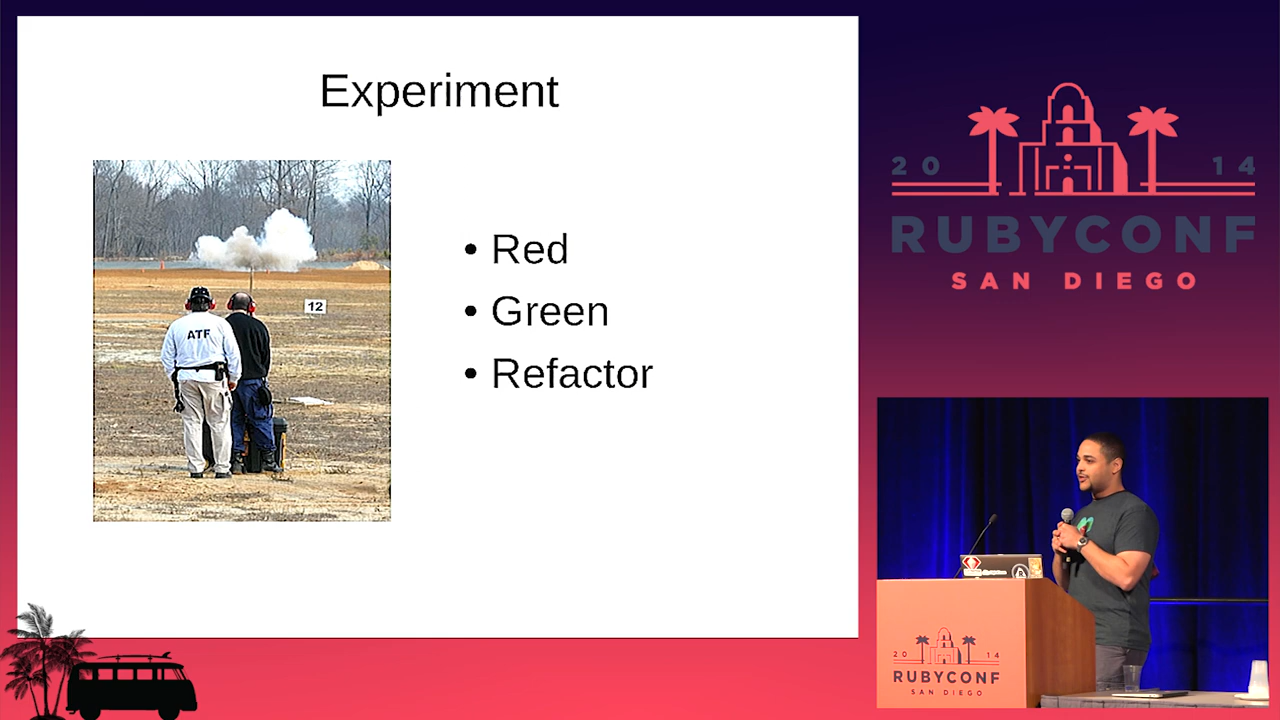 Experiment
ATF
12
• Red
• Green
• Refactor
20 14
RUBYCONF
SAN DIEGO
20 14
RUBYCONF
SAN DIEGO